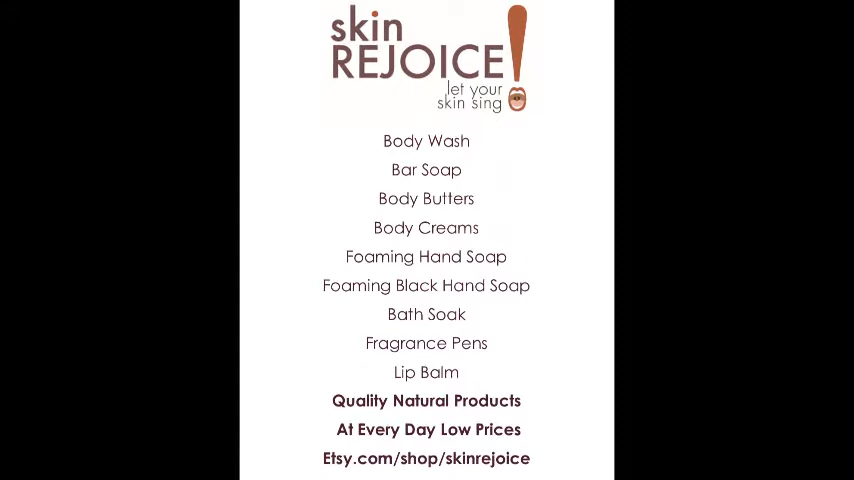 skin
REJOICE!
let your
skin sing
Body Wash
Bar Soap
Body Butters
Body Creams
Foaming Hand Soap
Foaming Black Hand Soap
Bath Soak
Fragrance Pens
Lip Balm
Quality Natural Products
At Every Day Low Prices
Etsy.com/shop/skinrejoice